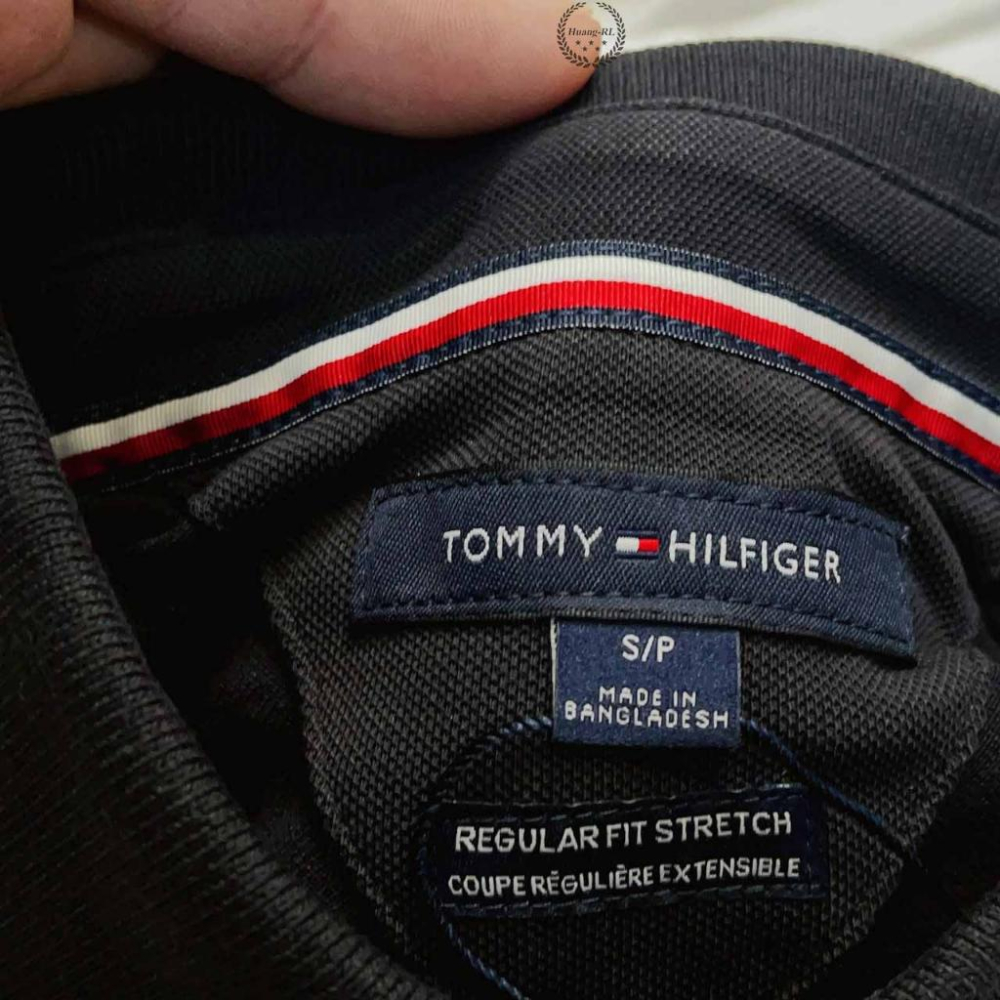 Huang-RL
TOMMY HILFIGER
S/P
MADE IN
BANGLADESH
REGULAR FIT STRETCH
COUPE RÉGULIÈRE EXTENSIBLE